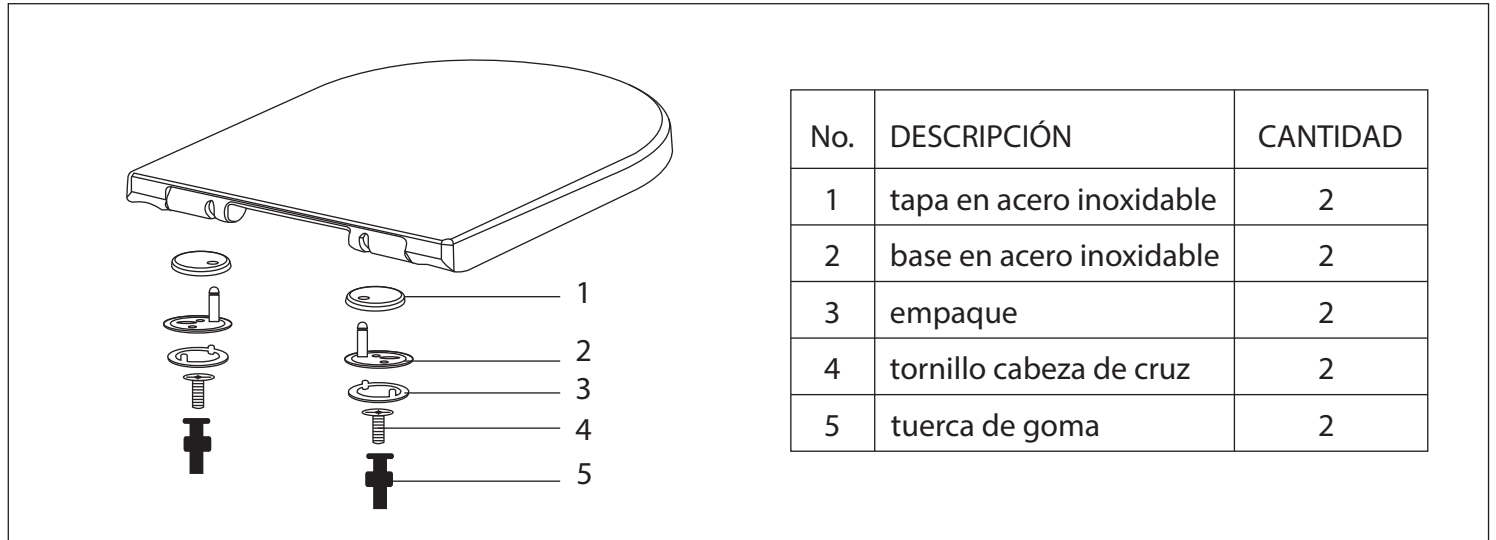 1
2
3
4
5
No. DESCRIPCIÓN CANTIDAD
1 tapa en acero inoxidable 2
2 base en acero inoxidable 2
3 empaque 2
4 tornillo cabeza de cruz 2
5 tuerca de goma 2